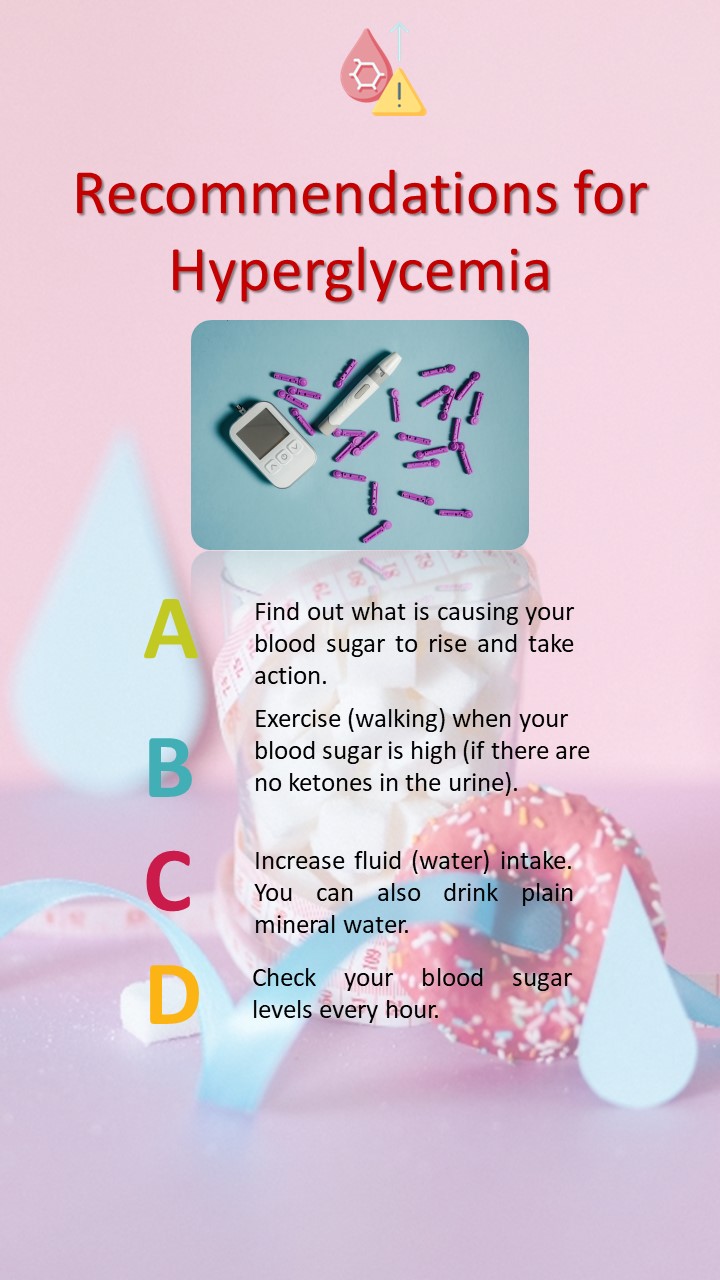 Recommendations for
Hyperglycemia
A
Find out what is causing your
blood sugar to rise and take
action.
B
Exercise (walking) when your
blood sugar is high (if there are
no ketones in the urine).
C
Increase fluid (water) intake.
You can also drink plain
mineral water.
D
Check your blood sugar
levels every hour.